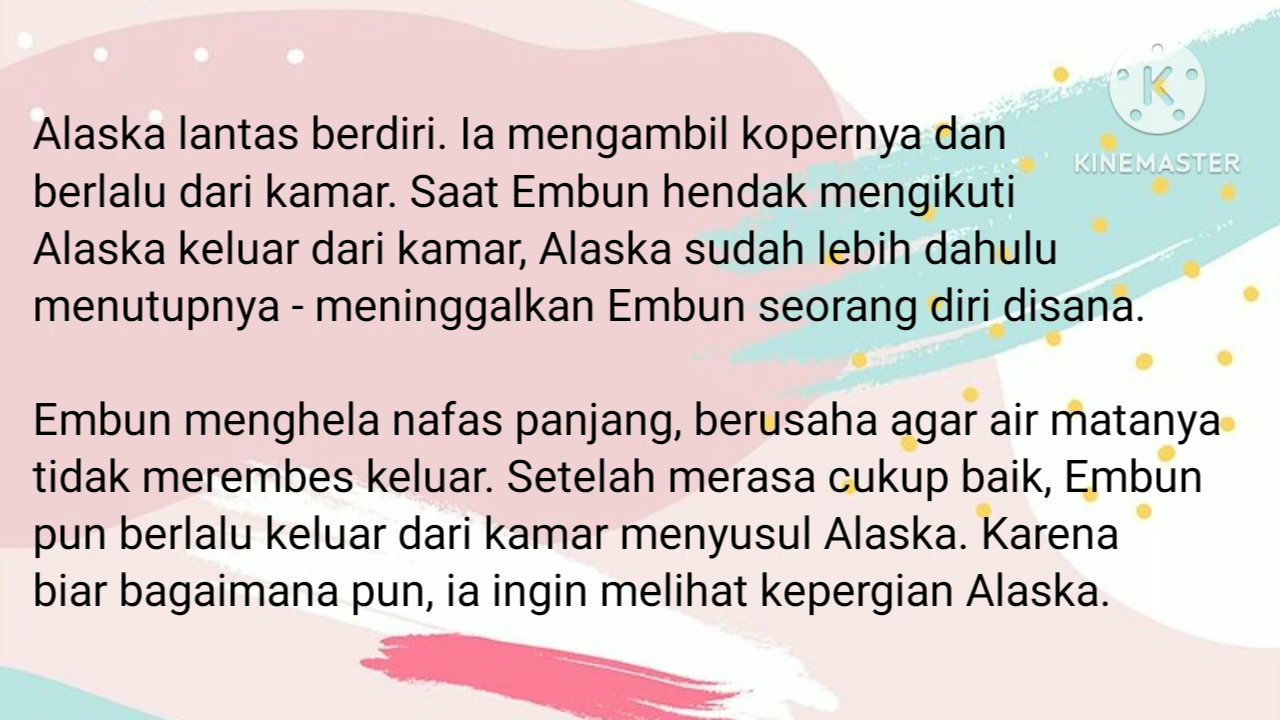 Alaska lantas berdiri. Ia mengambil kopernya dan
berlalu dari kamar. Saat Embun hendak mengikuti
Alaska keluar dari kamar, Alaska sudah lebih dahulu
menutupnya - meninggalkan Embun seorang diri disana.
Embun menghela nafas panjang, berusaha agar air matanya
tidak merembes keluar. Setelah merasa cukup baik, Embun
pun berlalu keluar dari kamar menyusul Alaska. Karena
biar bagaimana pun, ia ingin melihat kepergian Alaska.
K
KINEMASTER